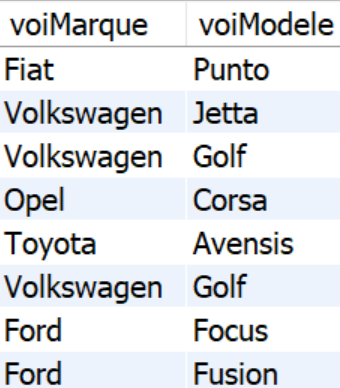 voiMarque voiModele
Fiat Punto
Volkswagen Jetta
Volkswagen Golf
Opel Corsa
Toyota Avensis
Volkswagen Golf
Ford Focus
Ford Fusion